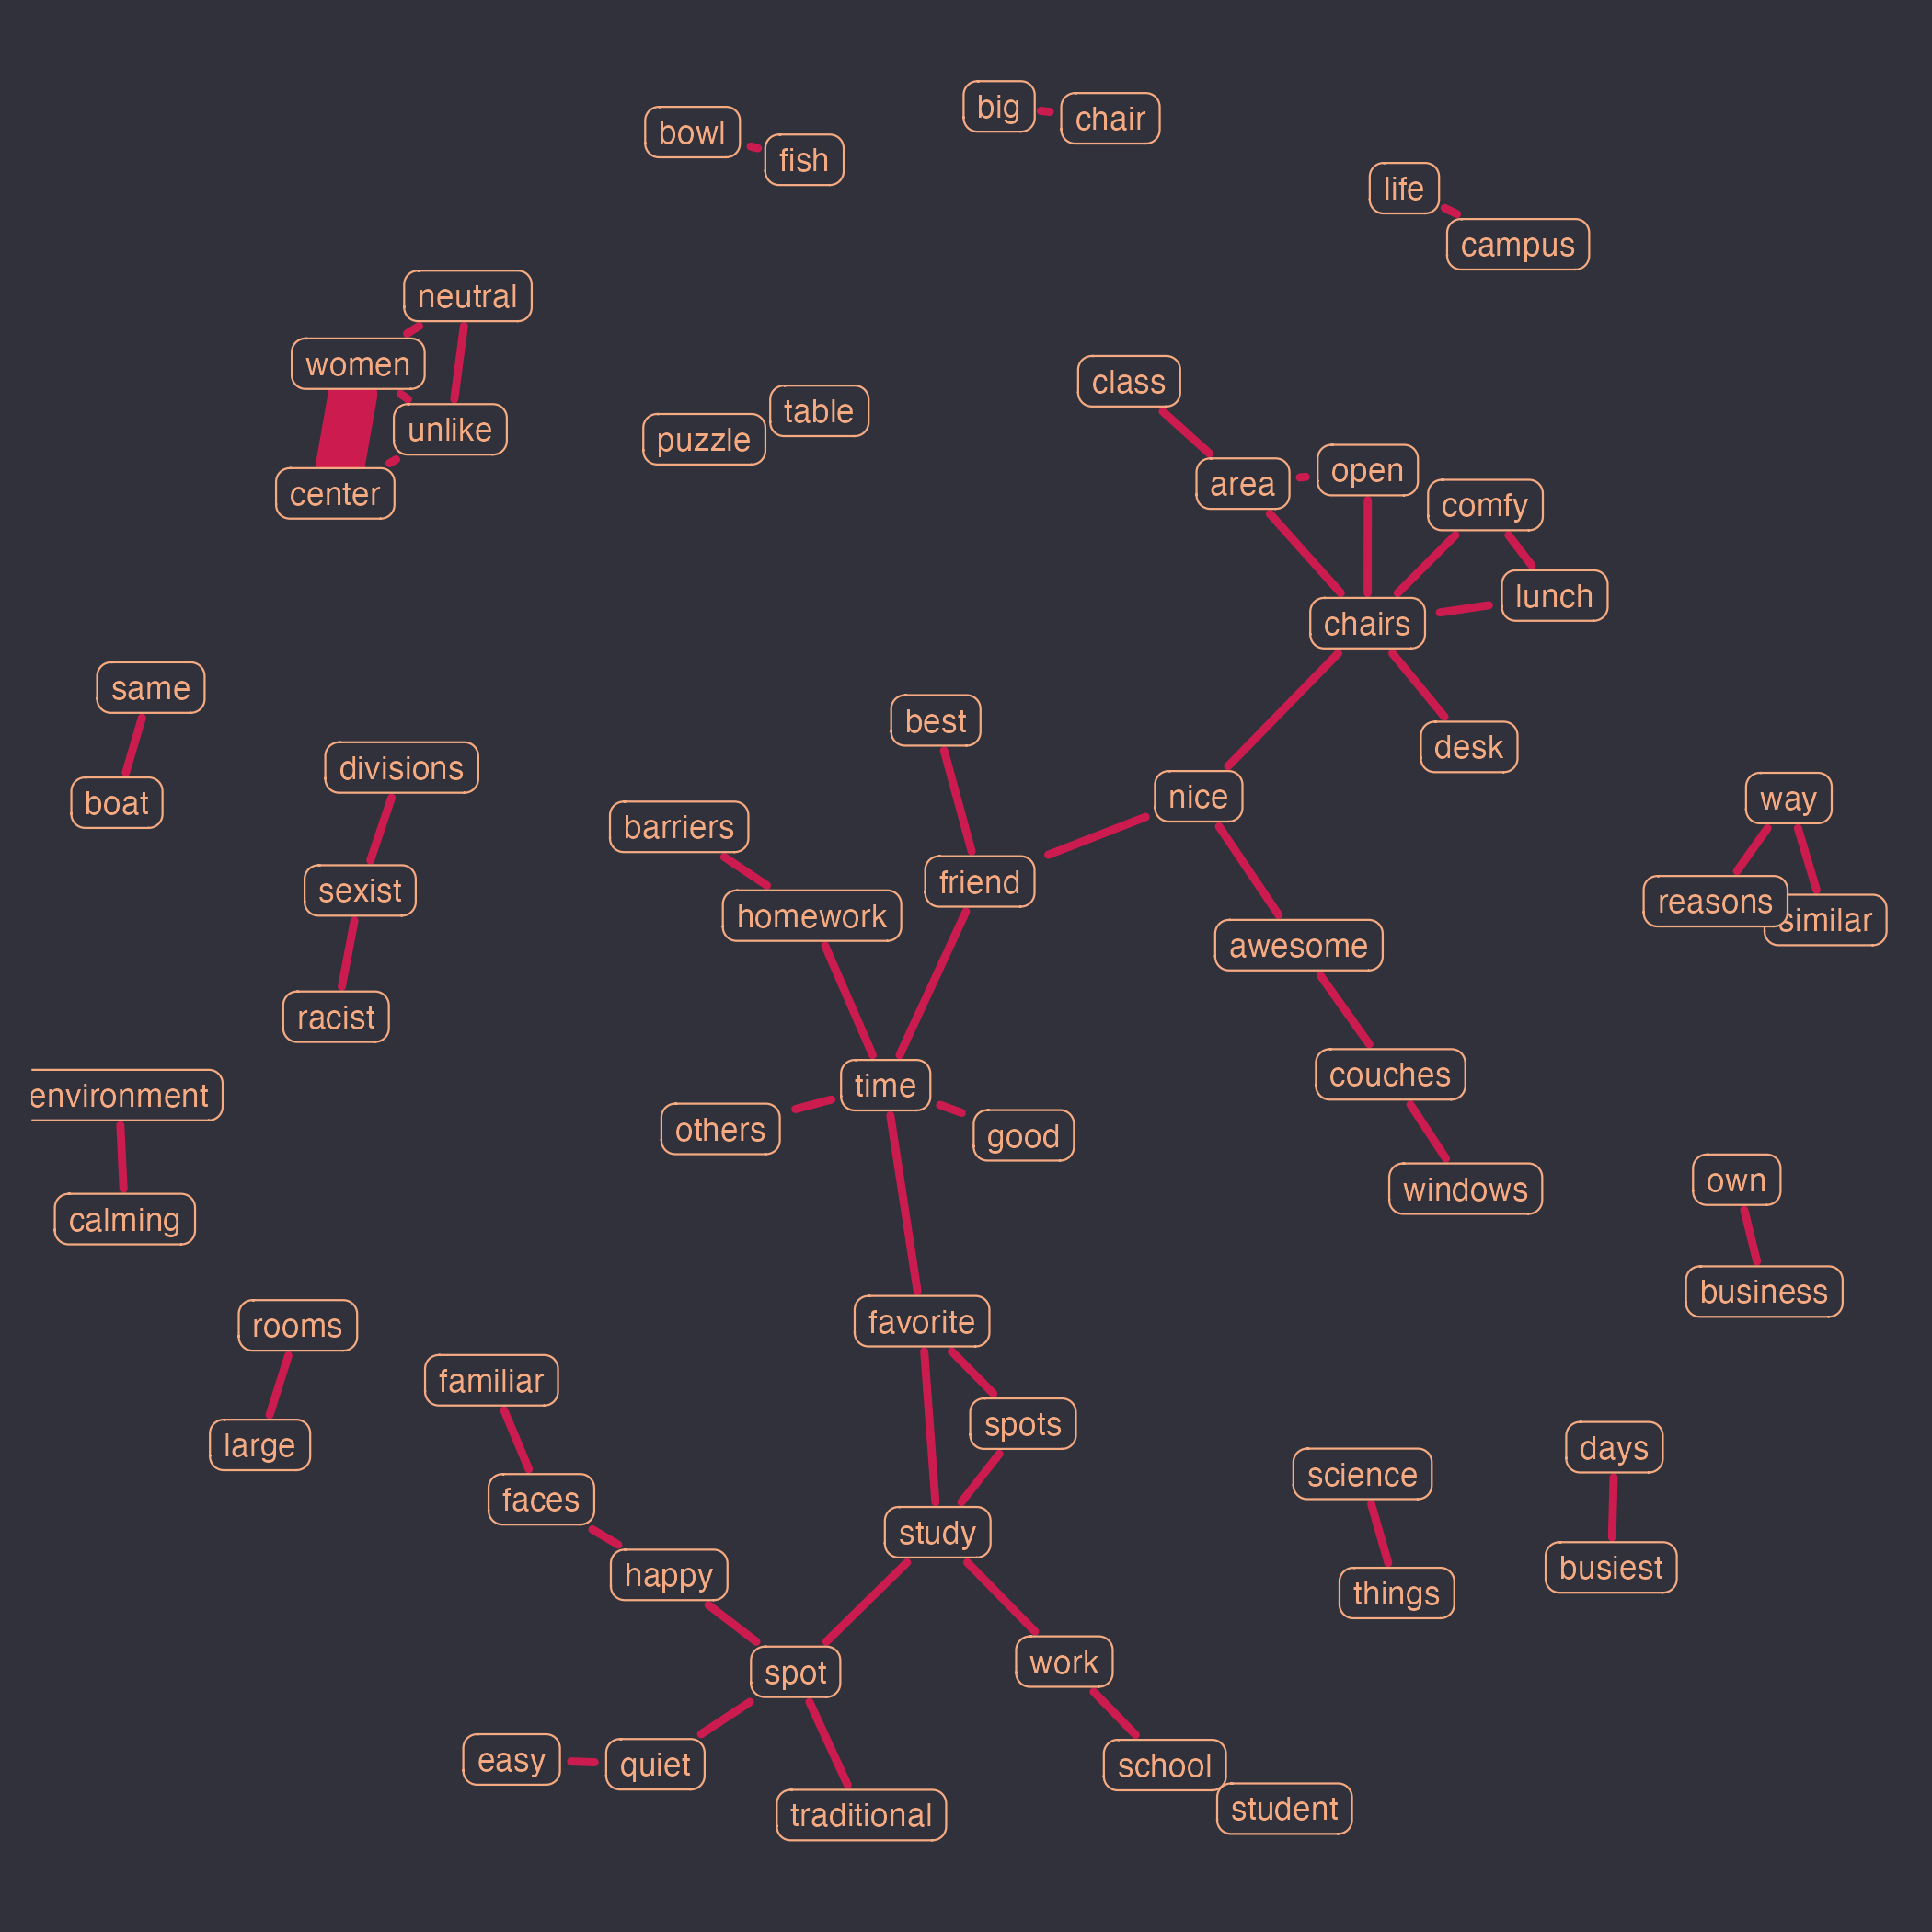 big
chair
bowl
fish
life
campus
neutral
women
unlike
center
class
table
puzzle
area
open
comfy
lunch
chairs
same
best
desk
divisions
nice
way
boat
barriers
friend
sexist
reasons
similar
homework
awesome
racist
couches
time
environment
others
good
own
windows
calming
business
favorite
rooms
familiar
spots
large
days
science
faces
study
busiest
happy
things
work
spot
easy
quiet
school
student
traditional